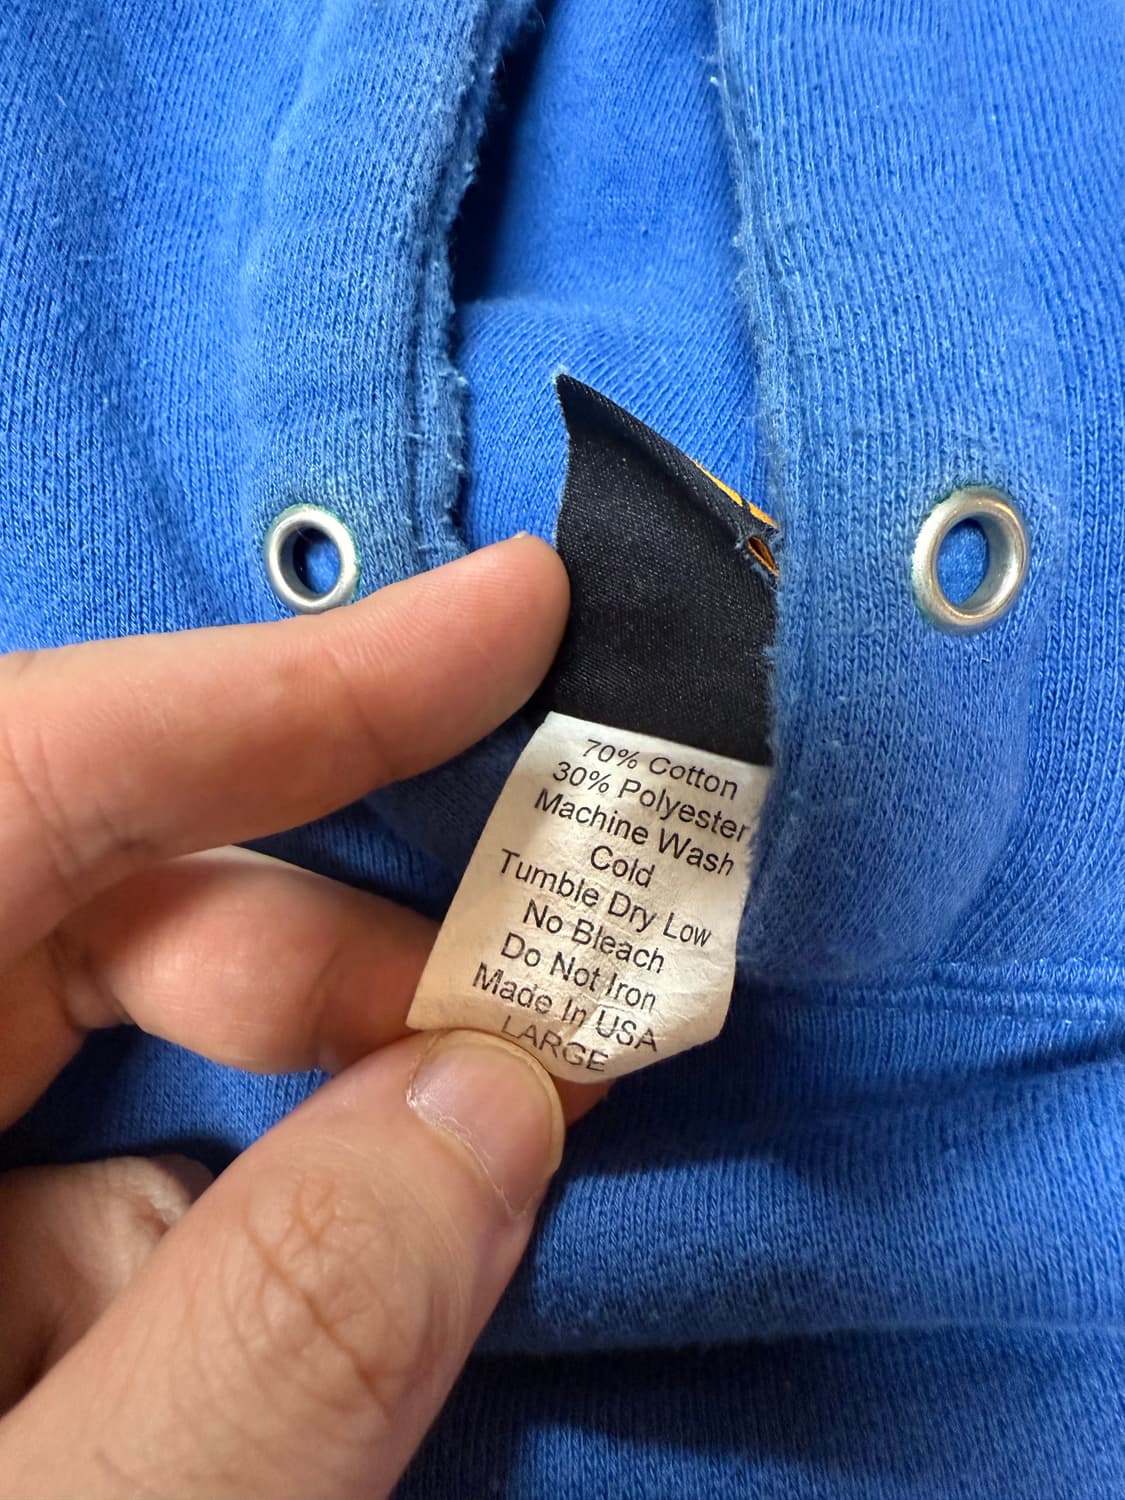 70% Cotton
30% Polyester
Machine Wash
Cold
Tumble Dry Low
No Bleach
Do Not Iron
Made In USA
LARGE